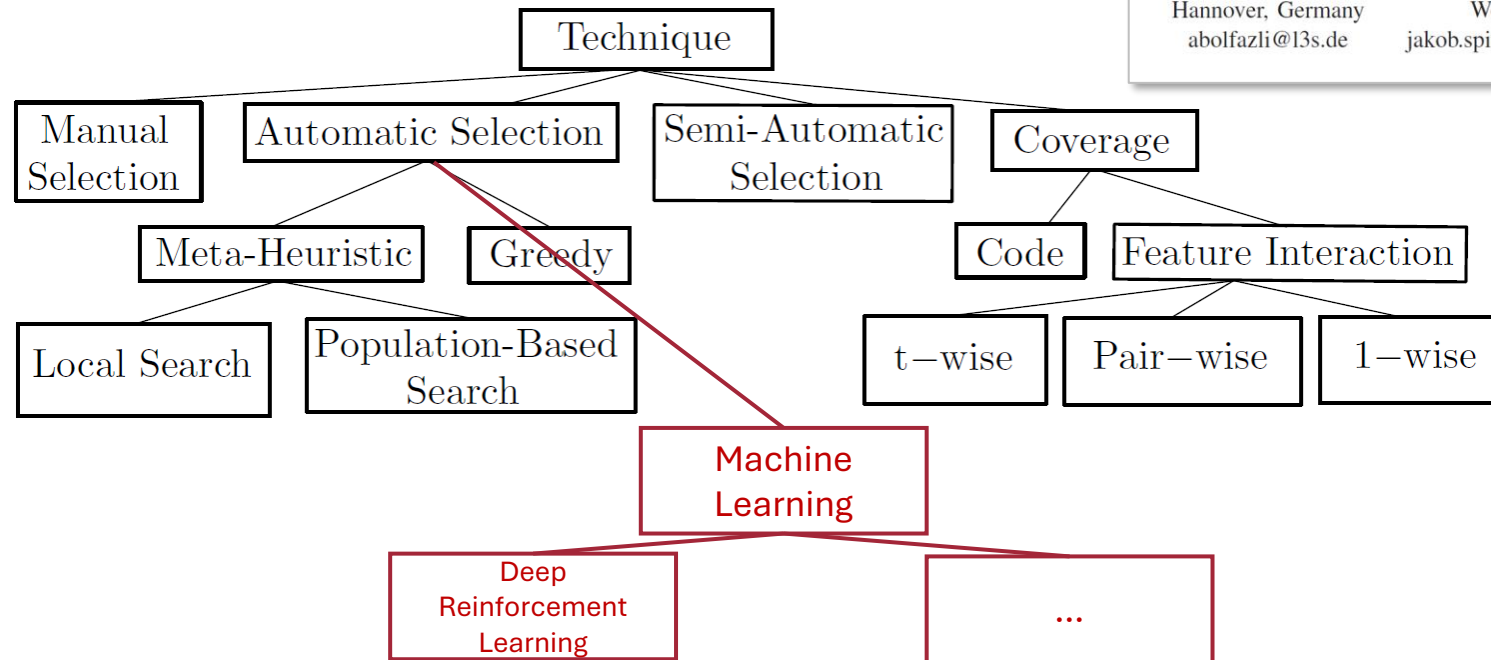 Hannover, Germany
abolfazli@l3s.de
Technique
Manual
Selection
Automatic Selection
Semi-Automatic
Selection
Coverage
Meta-Heuristic
Greedy
Code
Feature Interaction
Local Search
Population-Based
Search
t−wise
Pair−wise
1−wise
Machine
Learning
Deep
Reinforcement
Learning
...